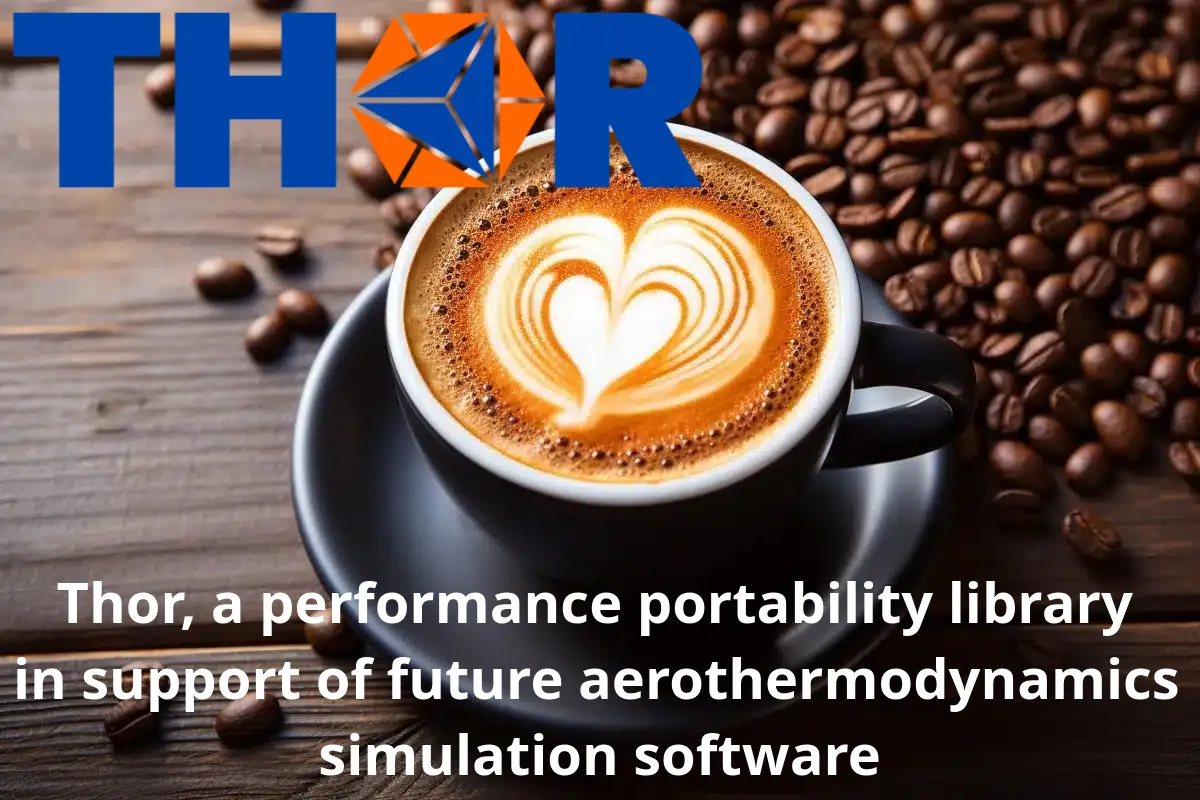 THOR
Thor, a performance portability library
in support of future aerothermodynamics
simulation software